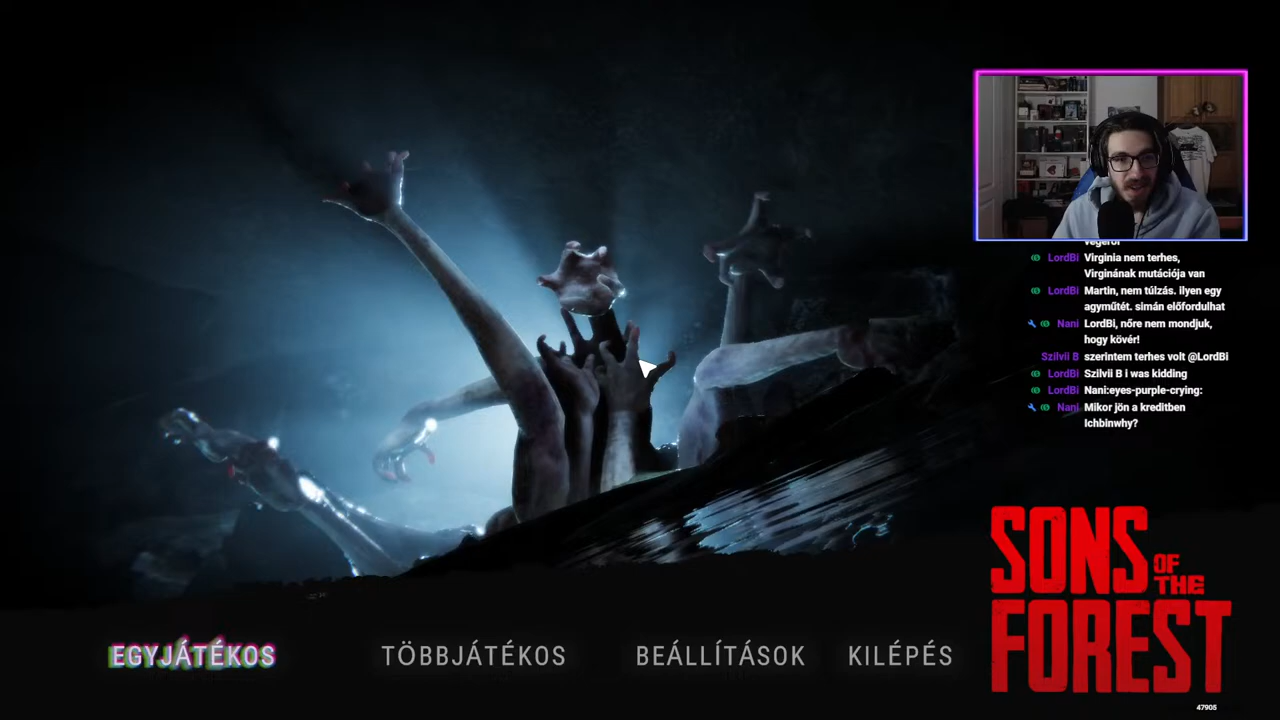 végéről
LordBi Virginia nem terhes,
Virginának mutációja van
LordBi Martin, nem túlzás. ilyen egy
agyműtét. simán előfordulhat
Nani LordBi, nőre nem mondjuk,
hogy kövér!
Szilvii B szerintem terhes volt @LordBi
LordBi Szilvii B i was kidding
LordBi Nani:eyes-purple-crying:
Nani Mikor jön a kreditben
Ichbinwhy?
SONS OF THE
FOREST
EGYJÁTÉKOS TÖBBJÁTÉKOS BEÁLLÍTÁSOK KILÉPÉS
47905